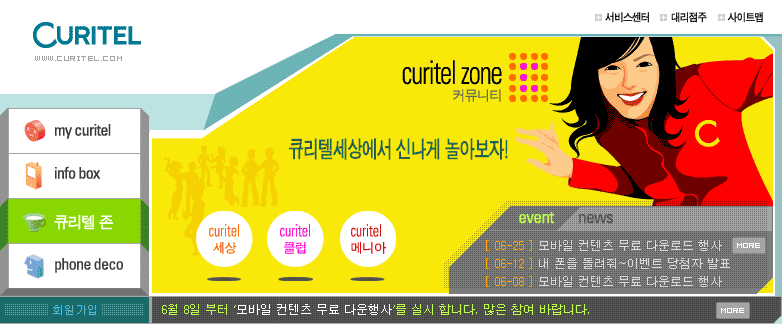 서비스센터 대리점주 사이트맵
CURITEL
WWW.CURITEL.COM
curitel zone
커뮤니티
my curitel
info box
큐리텔 존
phone deco
회원가입
큐리텔세상에서 신나게 놀아보자!
C
curitel
세상
curitel
클럽
curitel
메니아
event news
[ 06-25 ] 모바일 컨텐츠 무료 다운로드 행사 MORE
[ 06-12 ] 내 폰을 돌려줘~이벤트 당첨자 발표
[ 06-08 ] 모바일 컨텐츠 무료 다운로드 행사
6월 8일 부터 '모바일 컨텐츠 무료 다운행사'를 실시 합니다. 많은 참여 바랍니다. MORE